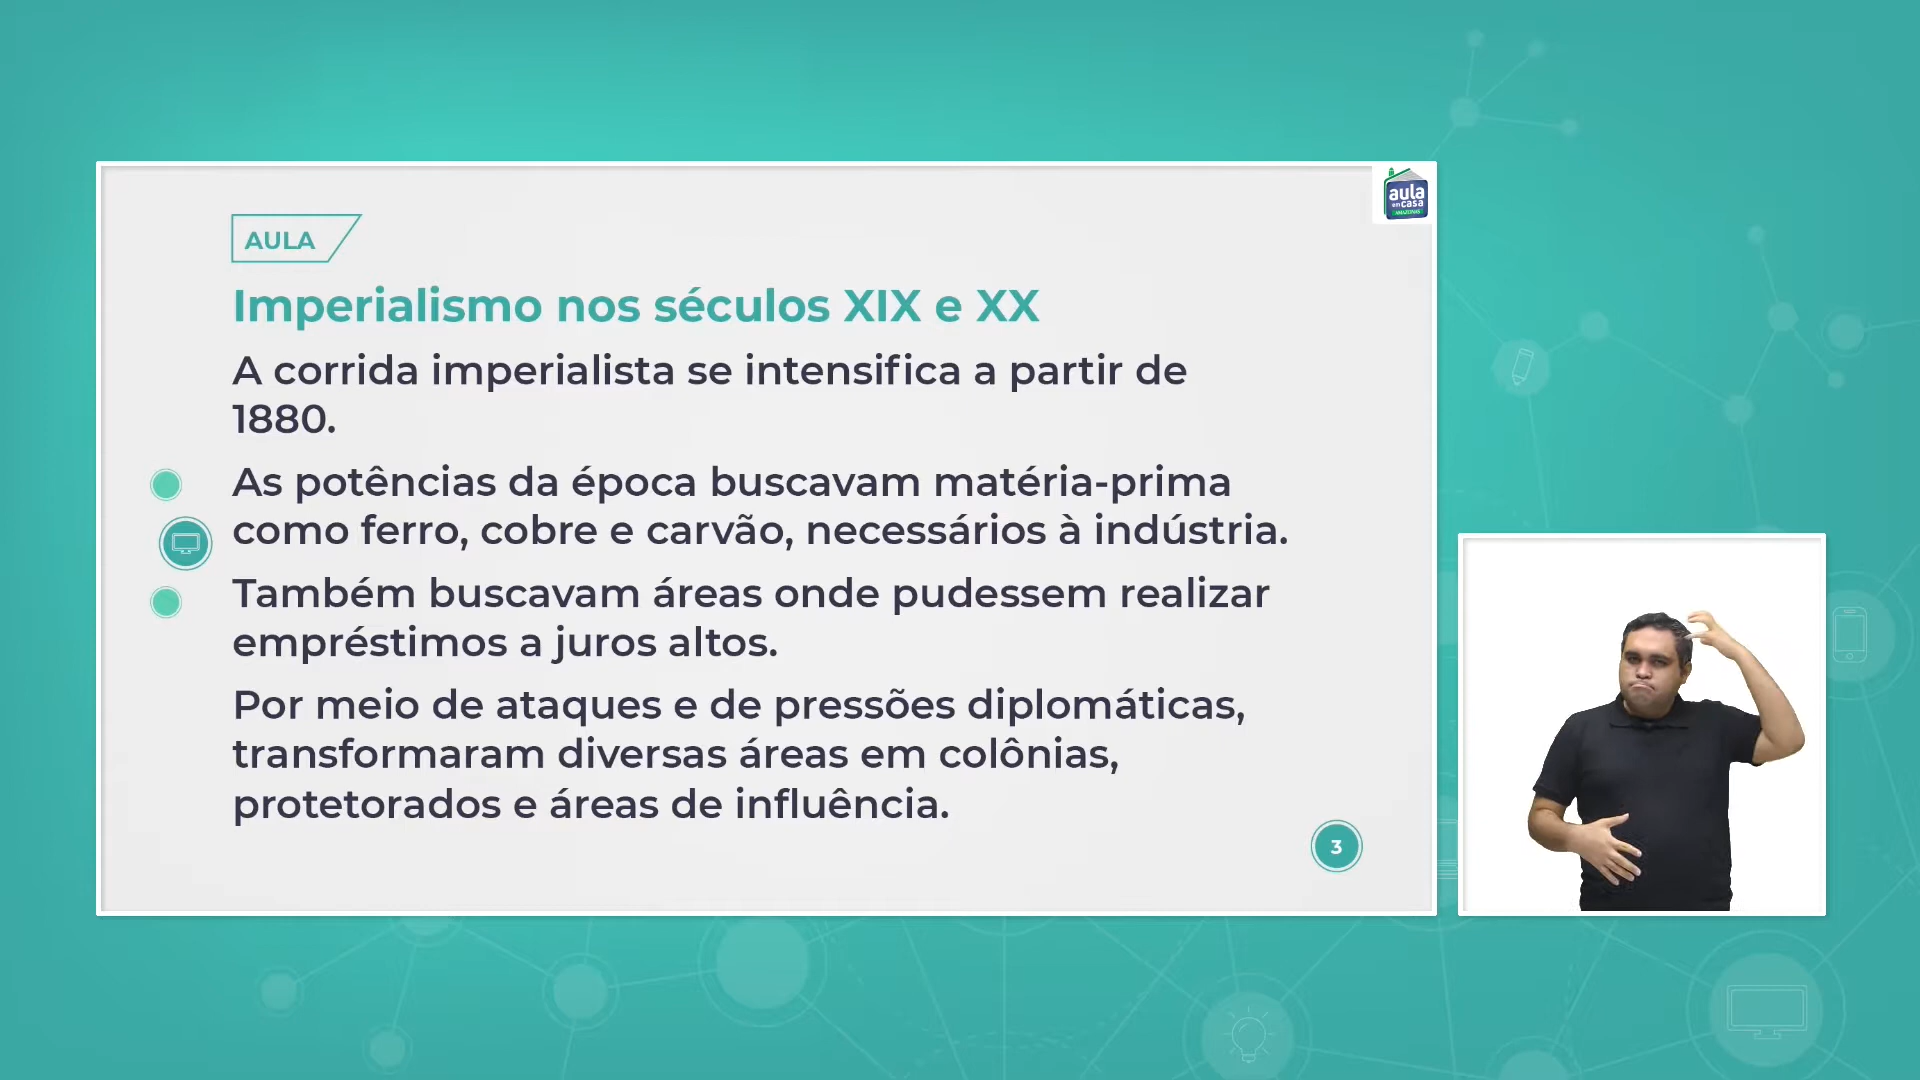 aula
em casa
AMAZONAS
AULA
Imperialismo nos séculos XIX e XX
A corrida imperialista se intensifica a partir de
1880.
As potências da época buscavam matéria-prima
como ferro, cobre e carvão, necessários à indústria.
Também buscavam áreas onde pudessem realizar
empréstimos a juros altos.
Por meio de ataques e de pressões diplomáticas,
transformaram diversas áreas em colônias,
protetorados e áreas de influência.
3